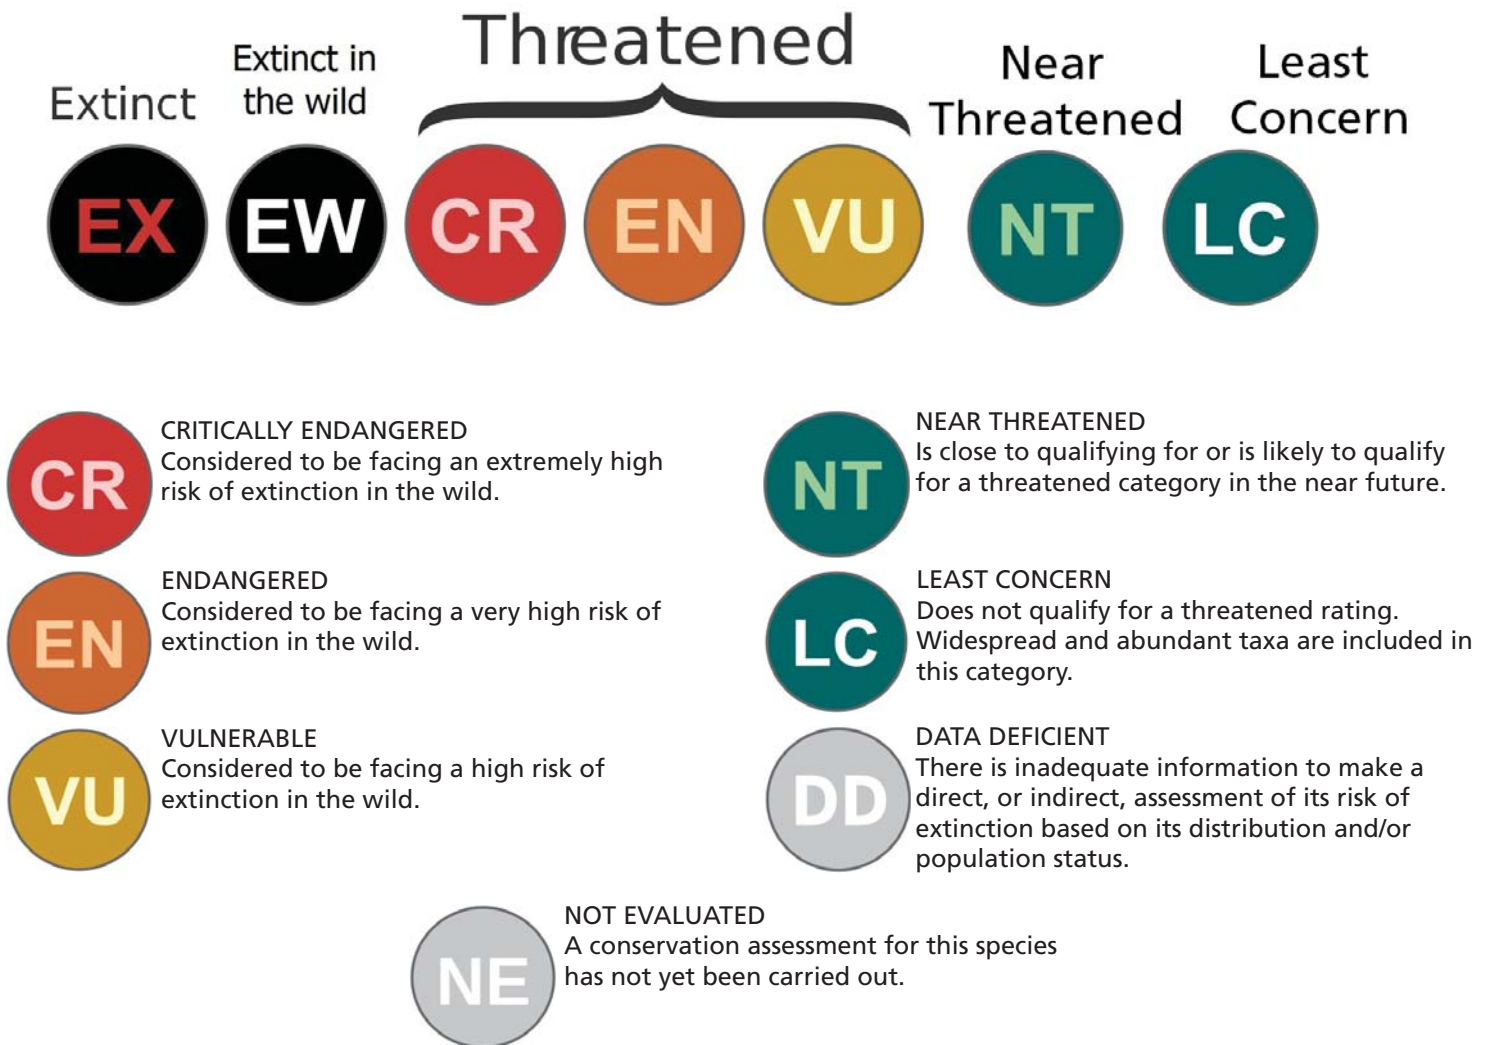 Threatened
Extinct
Extinct in
the wild
Near
Threatened
Least
Concern
EX
EW
CR
EN
VU
NT
LC
CR
CRITICALLY ENDANGERED
Considered to be facing an extremely high
risk of extinction in the wild.
EN
ENDANGERED
Considered to be facing a very high risk of
extinction in the wild.
VU
VULNERABLE
Considered to be facing a high risk of
extinction in the wild.
NT
NEAR THREATENED
Is close to qualifying for or is likely to qualify
for a threatened category in the near future.
LC
LEAST CONCERN
Does not qualify for a threatened rating.
Widespread and abundant taxa are included in
this category.
DD
DATA DEFICIENT
There is inadequate information to make a
direct, or indirect, assessment of its risk of
extinction based on its distribution and/or
population status.
NE
NOT EVALUATED
A conservation assessment for this species
has not yet been carried out.